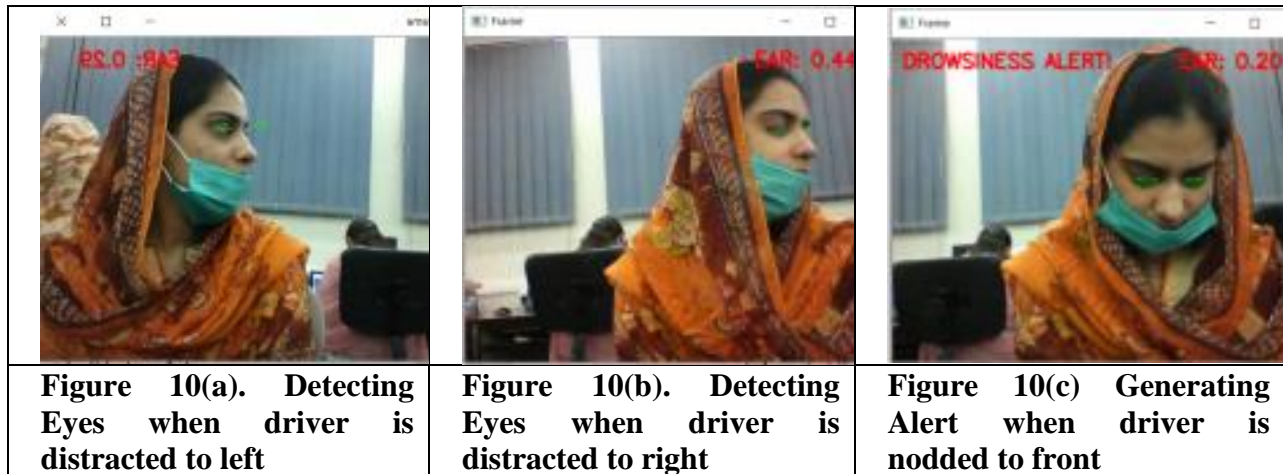 Frame
Frame
EAR: 0.29
EAR: 0.44
DROWSINESS ALERT! EAR: 0.20
Figure 10(a). Detecting
Eyes when driver is
distracted to left
Figure 10(b). Detecting
Eyes when driver is
distracted to right
Figure 10(c) Generating
Alert when driver is
nodded to front